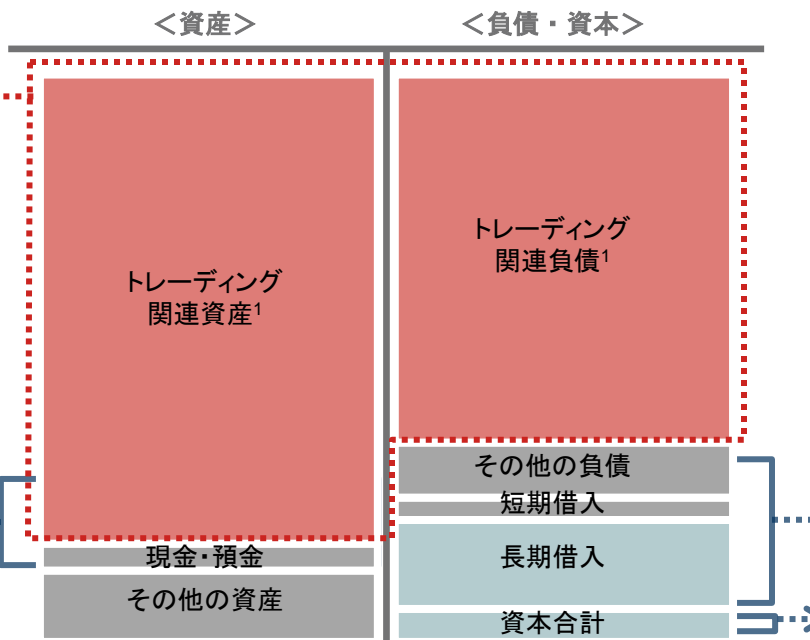 ＜資産＞
＜負債・資本＞
トレーディング
関連資産1
現金・預金
その他の資産
トレーディング
関連負債1
その他の負債
短期借入
長期借入
資本合計